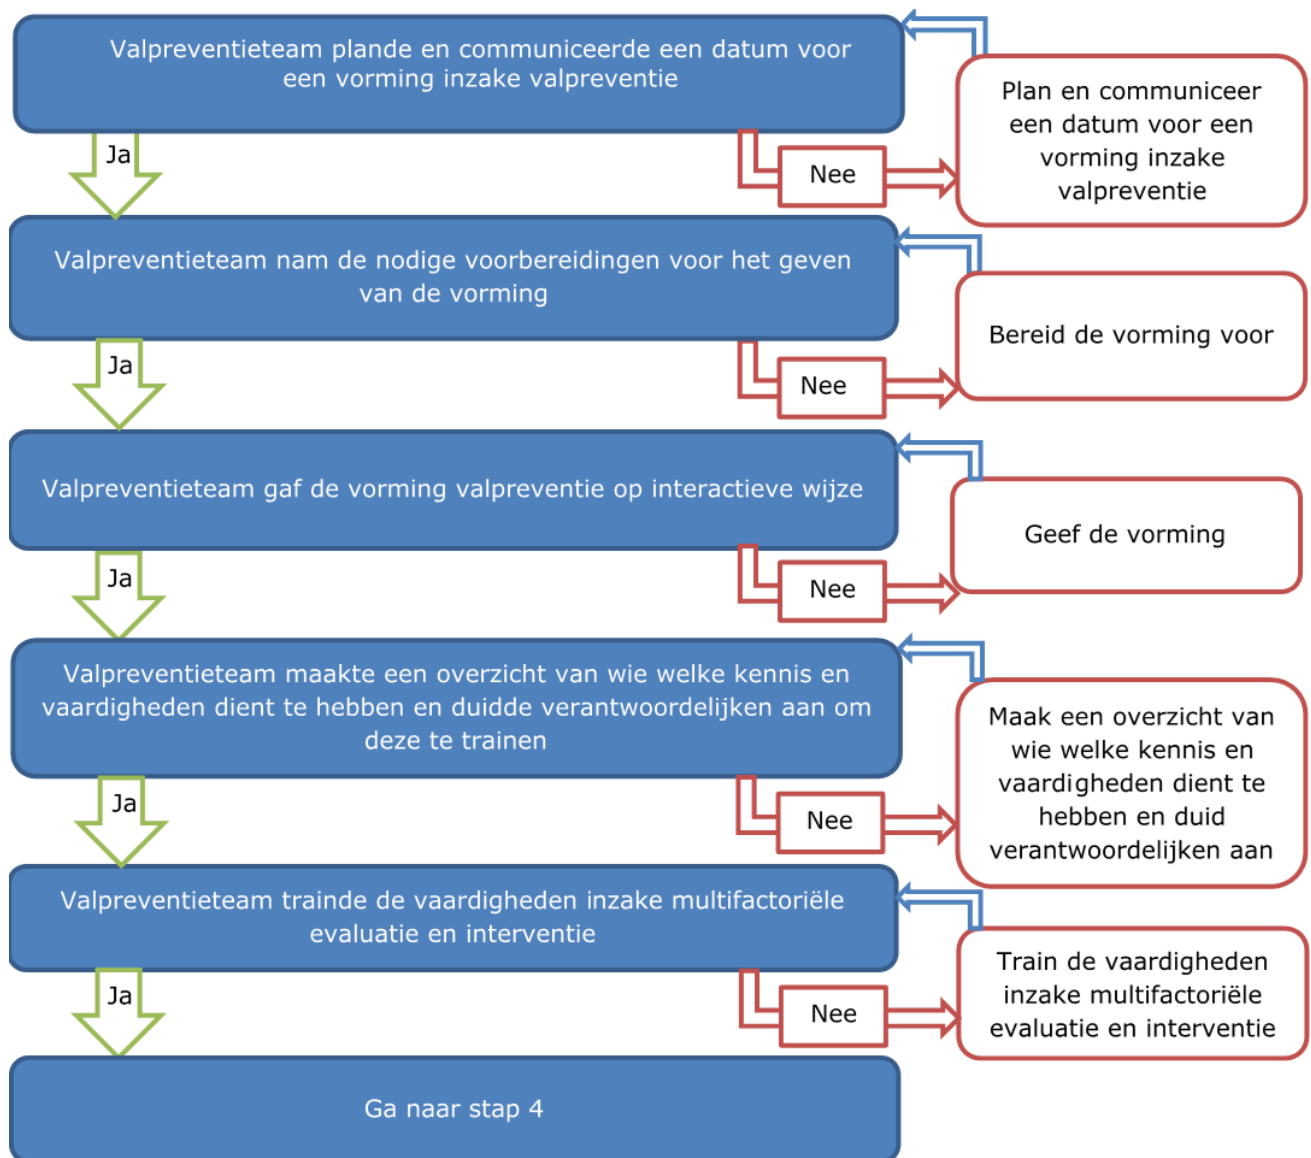 Valpreventieteam plande en communiceerde een datum voor
een vorming inzake valpreventie
Plan en communiceer
een datum voor een
vorming inzake
valpreventie
Ja
Nee
Valpreventieteam nam de nodige voorbereidingen voor het geven
van de vorming
Bereid de vorming voor
Ja
Nee
Valpreventieteam gaf de vorming valpreventie op interactieve wijze
Geef de vorming
Ja
Nee
Valpreventieteam maakte een overzicht van wie welke kennis en
vaardigheden dient te hebben en duidde verantwoordelijken aan om
deze te trainen
Maak een overzicht van
wie welke kennis en
vaardigheden dient te
hebben en duid
verantwoordelijken aan
Ja
Nee
Valpreventieteam trainde de vaardigheden inzake multifactoriële
evaluatie en interventie
Train de vaardigheden
inzake multifactoriële
evaluatie en interventie
Ja
Nee
Ga naar stap 4